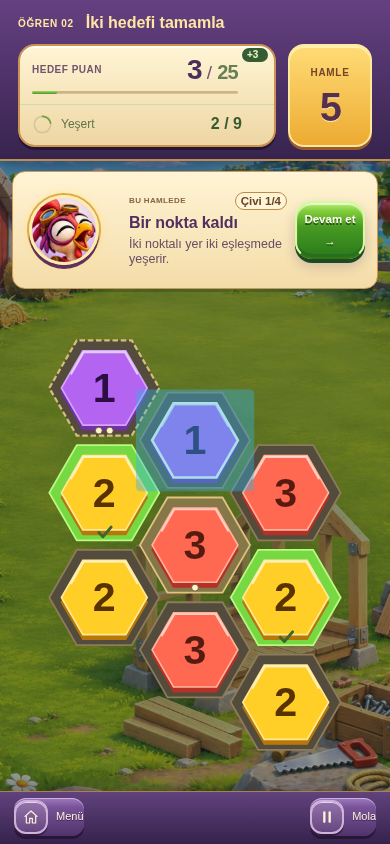 ÖĞREN 02 İki hedefi tamamla
HEDEF PUAN 3 / 25 +3
Yeşert 2 / 9
HAMLE
5
BU HAMLEDE Çivi 1/4
Bir nokta kaldı
İki noktalı yer iki eşleşmede
yeşerir.
Devam et
→
1
1
2
3
3
2
2
3
2
Menü
Mola